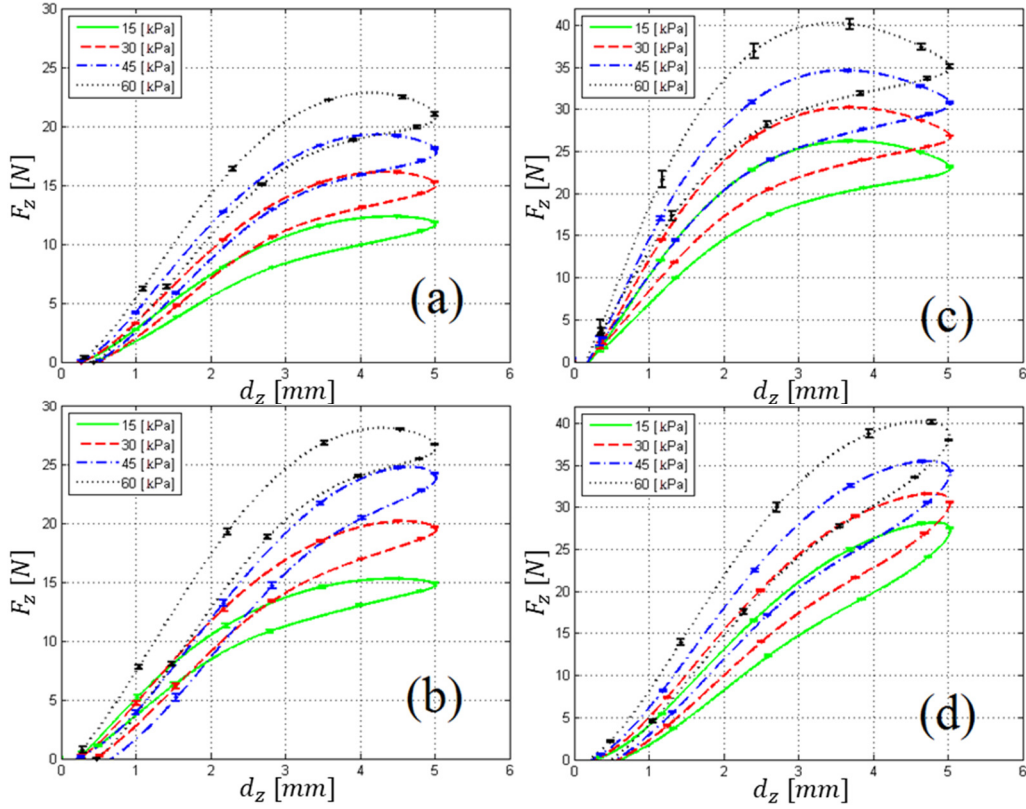 30
25
20
15
10
5
0
F_z [N]
15 [kPa]
30 [kPa]
45 [kPa]
60 [kPa]
(a)
0 1 2 3 4 5 6
d_z [mm]
40
35
30
25
20
15
10
5
0
F_z [N]
15 [kPa]
30 [kPa]
45 [kPa]
60 [kPa]
(c)
0 1 2 3 4 5 6
d_z [mm]
30
25
20
15
10
5
0
F_z [N]
15 [kPa]
30 [kPa]
45 [kPa]
60 [kPa]
(b)
0 1 2 3 4 5 6
d_z [mm]
40
35
30
25
20
15
10
5
0
F_z [N]
15 [kPa]
30 [kPa]
45 [kPa]
60 [kPa]
(d)
0 1 2 3 4 5 6
d_z [mm]